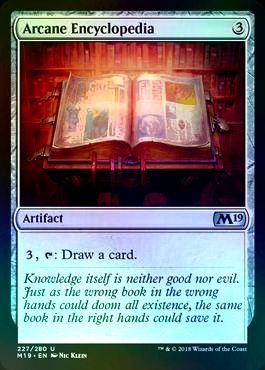 Arcane Encyclopedia 3
M19
Artifact
3, T: Draw a card.
Knowledge itself is neither good nor evil.
Just as the wrong book in the wrong
hands could doom all existence, the same
book in the right hands could save it.
227/280 U
M19 • EN NIC KLEIN
™ & © 2018 Wizards of the Coast